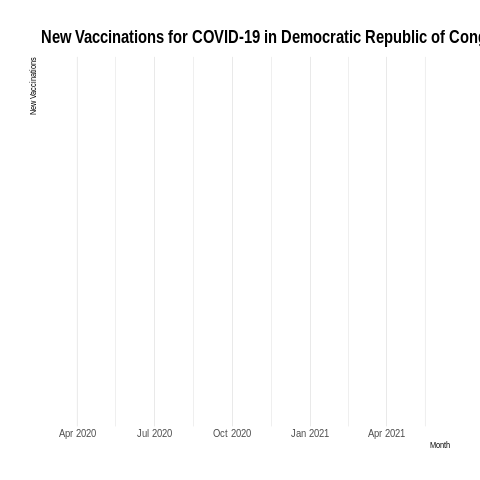 New Vaccinations for COVID-19 in Democratic Republic of Cong
New Vaccinations
Apr 2020 Jul 2020 Oct 2020 Jan 2021 Apr 2021
Month